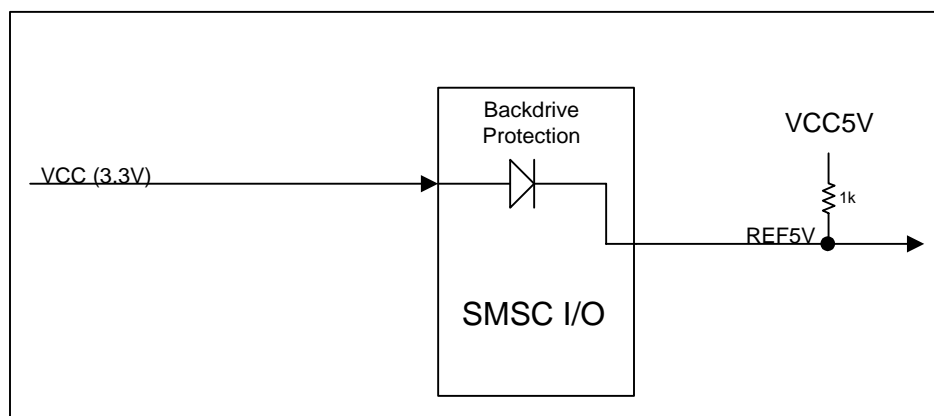 Backdrive
Protection
VCC5V
VCC (3.3V)
1k
REF5V
SMSC I/O